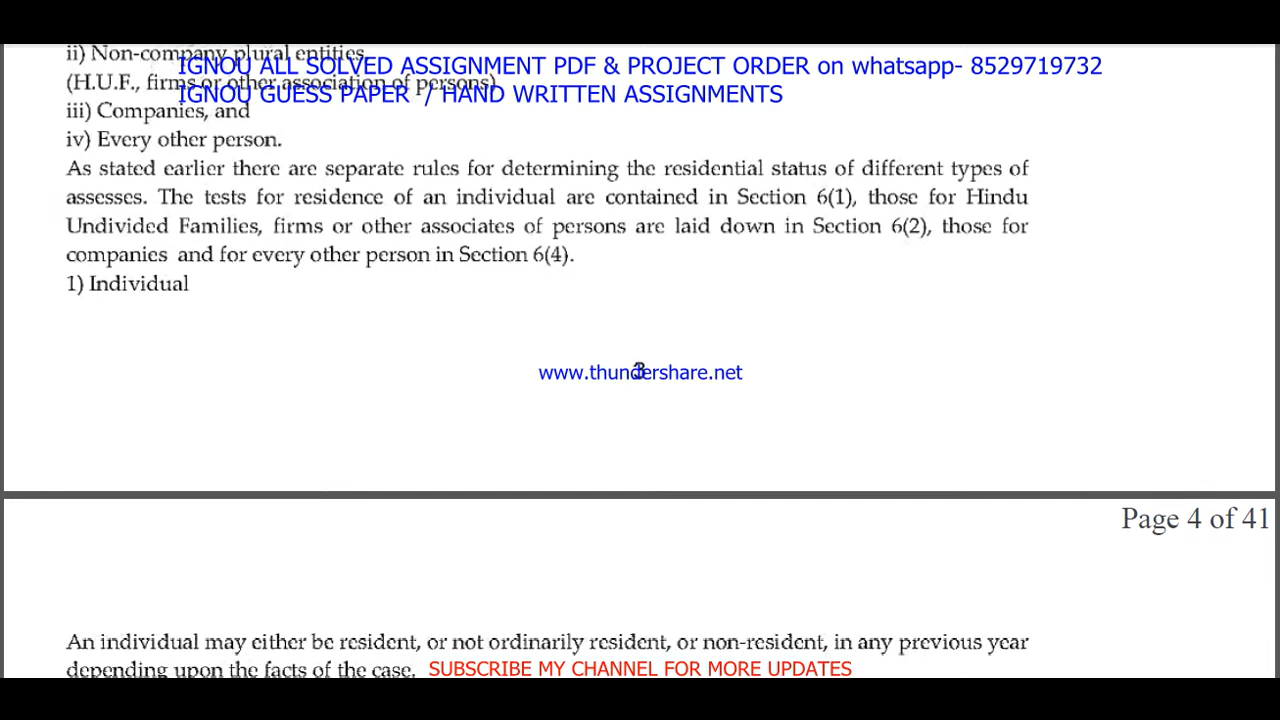 ii) Non-company plural entities,
IGNOU ALL SOLVED ASSIGNMENT PDF & PROJECT ORDER on whatsapp- 8529719732
(H.U.F., firms or other association of persons)
IGNOU GUESS PAPER / HAND WRITTEN ASSIGNMENTS
iii) Companies, and
iv) Every other person.
As stated earlier there are separate rules for determining the residential status of different types of
assesses. The tests for residence of an individual are contained in Section 6(1), those for Hindu
Undivided Families, firms or other associates of persons are laid down in Section 6(2), those for
companies and for every other person in Section 6(4).
1) Individual
3
www.thundershare.net
Page 4 of 41
An individual may either be resident, or not ordinarily resident, or non-resident, in any previous year
depending upon the facts of the case. SUBSCRIBE MY CHANNEL FOR MORE UPDATES